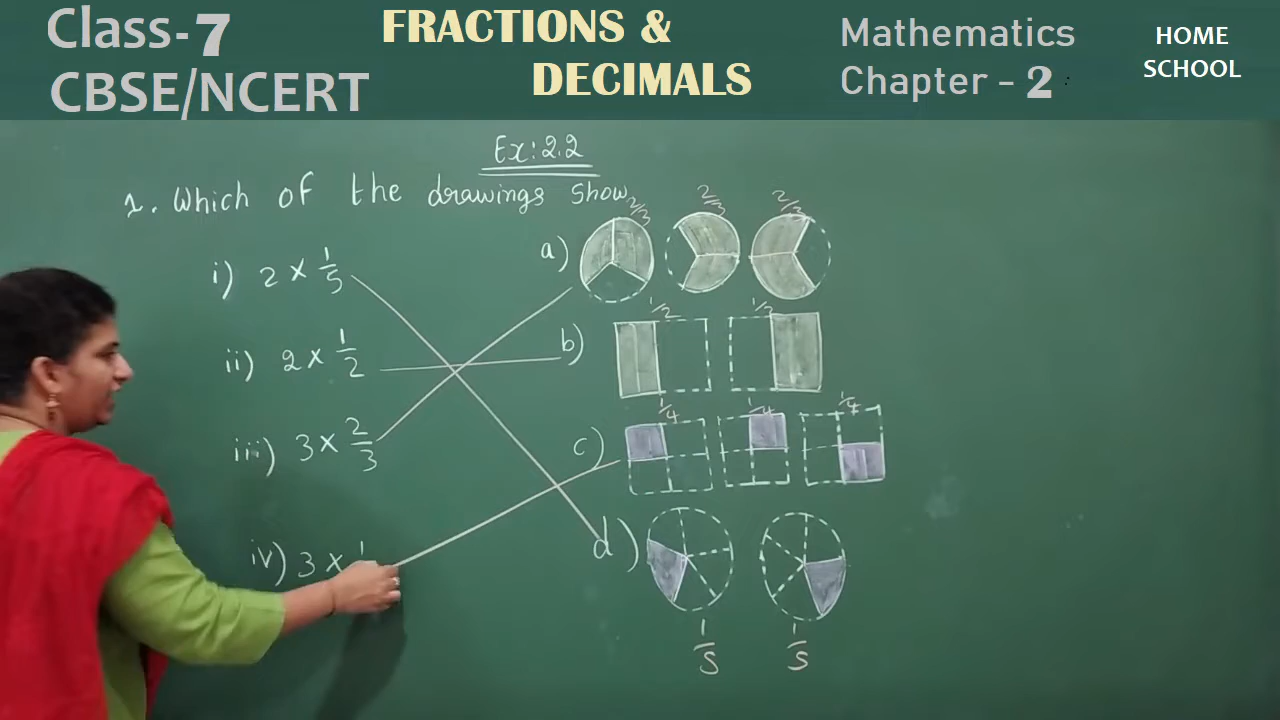 Class-7
CBSE/NCERT
FRACTIONS &
DECIMALS
Mathematics
Chapter - 2
HOME
SCHOOL
Ex: 2.2
1. Which of the drawings show
i) 2 × 1/5
ii) 2 × 1/2
iii) 3 × 2/3
iv) 3 × 1
a) 2/3 2/3 2/3
b) 1/2 1/2
c) 1/4 1/4 1/4
d)
1/5 1/5